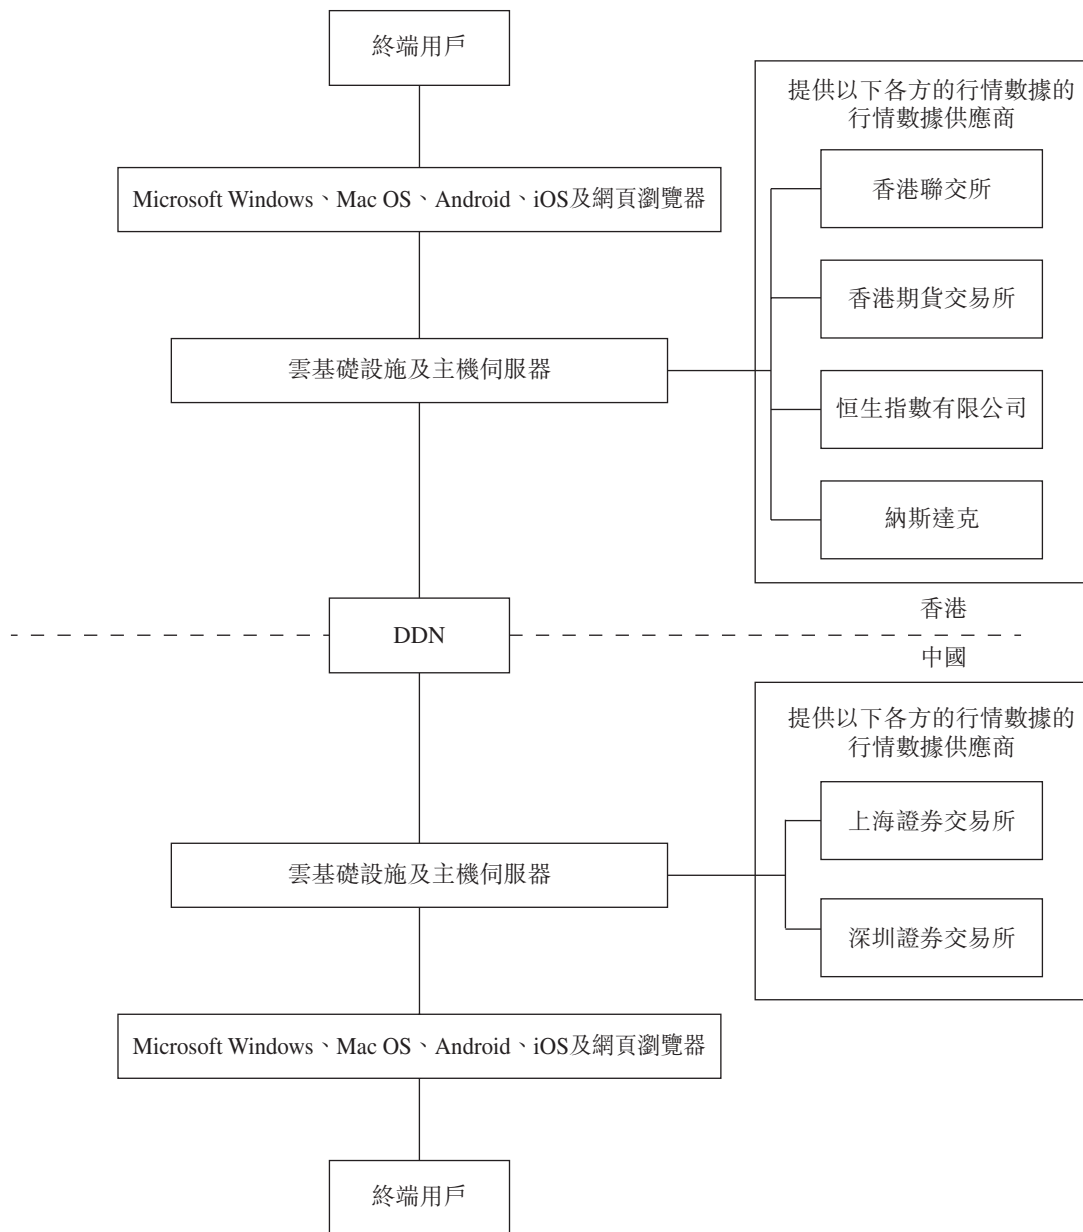 終端用戶
提供以下各方的行情數據的
行情數據供應商
Microsoft Windows、Mac OS、Android、iOS及網頁瀏覽器
香港聯交所
香港期貨交易所
雲基礎設施及主機伺服器
恒生指數有限公司
納斯達克
香港
DDN
中國
提供以下各方的行情數據的
行情數據供應商
上海證券交易所
雲基礎設施及主機伺服器
深圳證券交易所
Microsoft Windows、Mac OS、Android、iOS及網頁瀏覽器
終端用戶